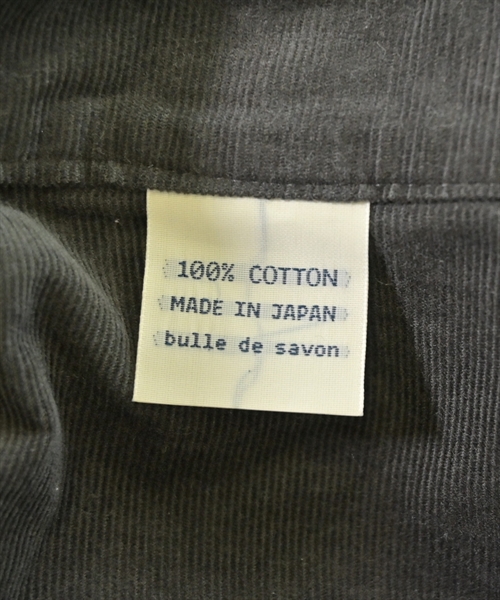 100% COTTON
MADE IN JAPAN
bulle de savon